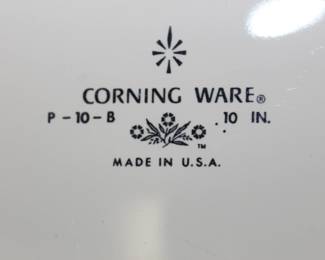 CORNING WARE®
P-10-B 10 IN.
TM
MADE IN U.S.A.